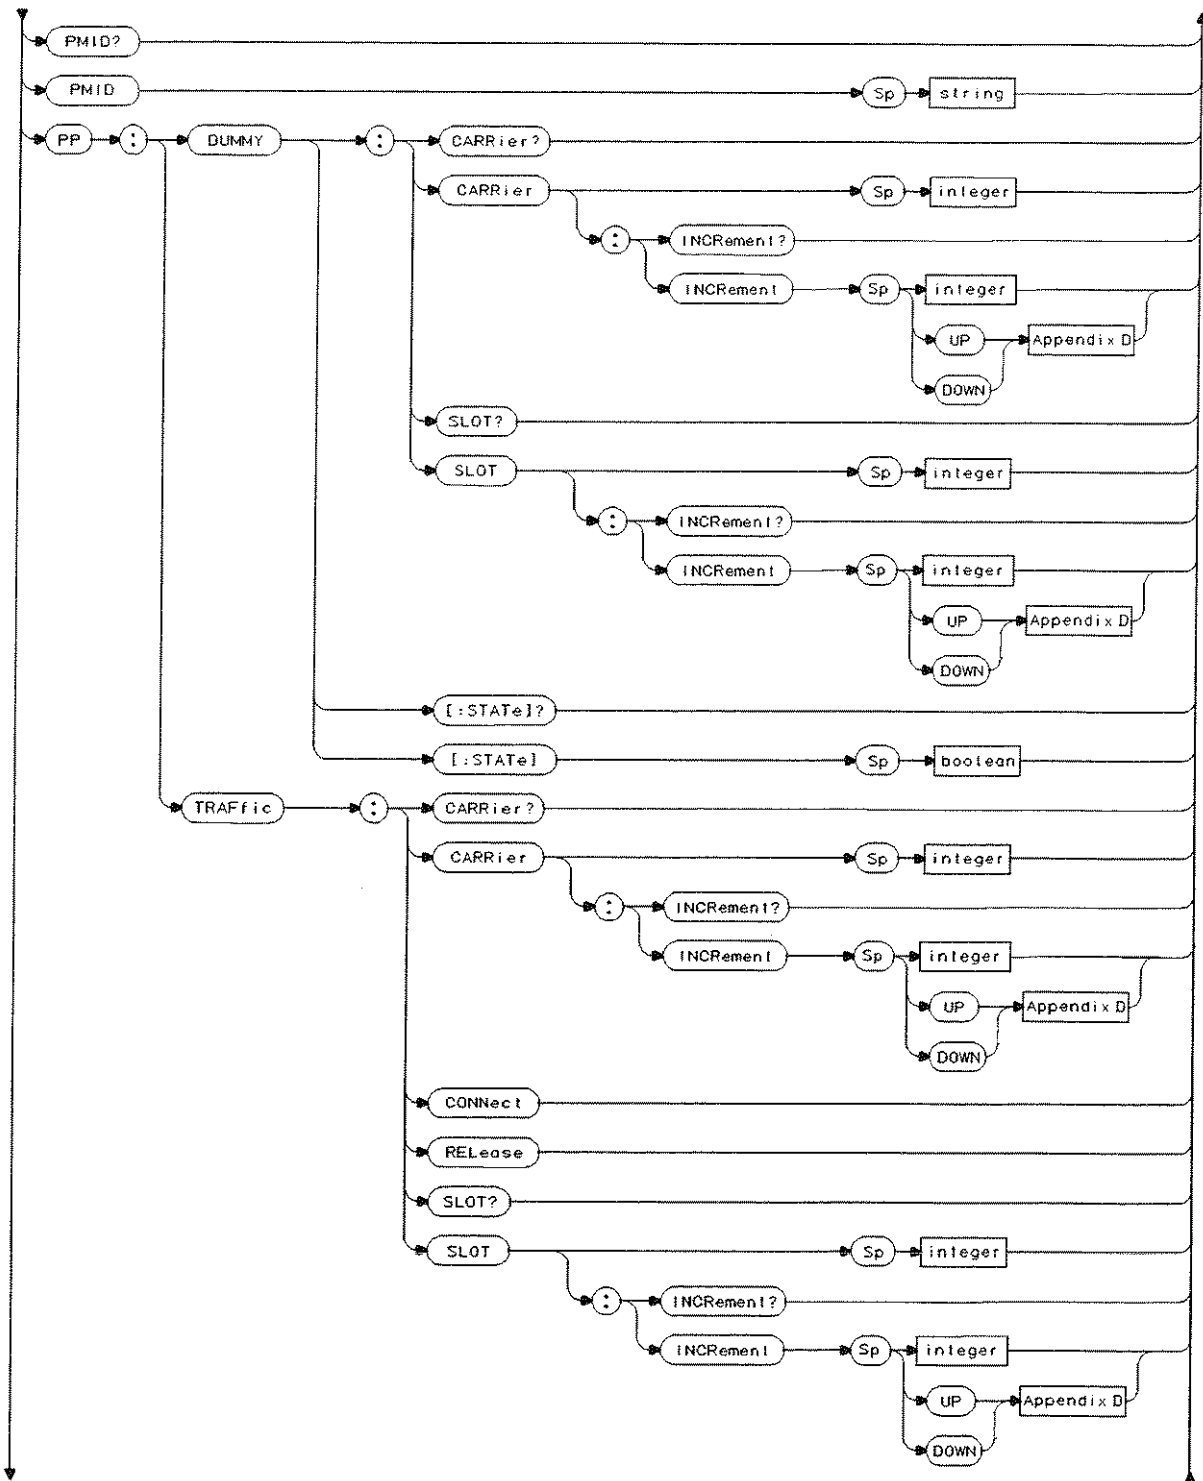 PMID?
PMID Sp string
PP : DUMMY : CARRier?
CARRier Sp integer
: INCRement?
INCRement Sp integer
UP Appendix D
DOWN
SLOT?
SLOT Sp integer
: INCRement?
INCRement Sp integer
UP Appendix D
DOWN
[:STATe]?
[:STATe] Sp boolean
TRAFfic : CARRier?
CARRier Sp integer
: INCRement?
INCRement Sp integer
UP Appendix D
DOWN
CONNect
RELease
SLOT?
SLOT Sp integer
: INCRement?
INCRement Sp integer
UP Appendix D
DOWN